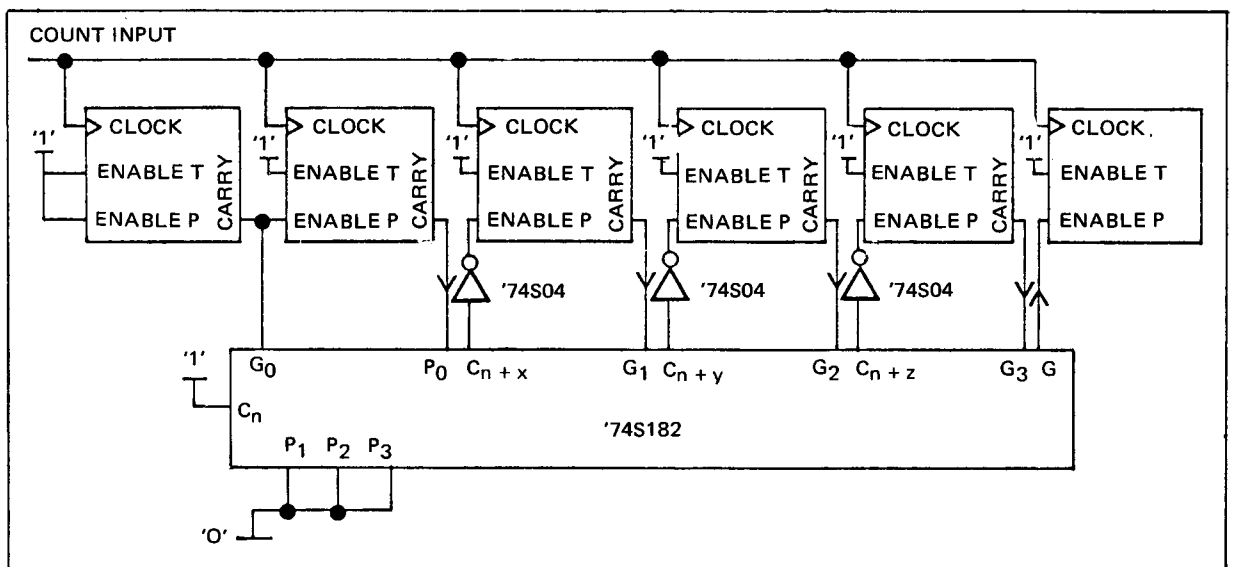 COUNT INPUT
'1' CLOCK ENABLE T ENABLE P CARRY
'1' CLOCK ENABLE T ENABLE P CARRY
'1' CLOCK ENABLE T ENABLE P CARRY
'1' CLOCK ENABLE T ENABLE P CARRY
'1' CLOCK ENABLE T ENABLE P CARRY
'1' CLOCK ENABLE T ENABLE P
'74S04 '74S04 '74S04
'1' G0 P0 Cn + x G1 Cn + y G2 Cn + z G3 G
Cn
'74S182
P1 P2 P3
'0'